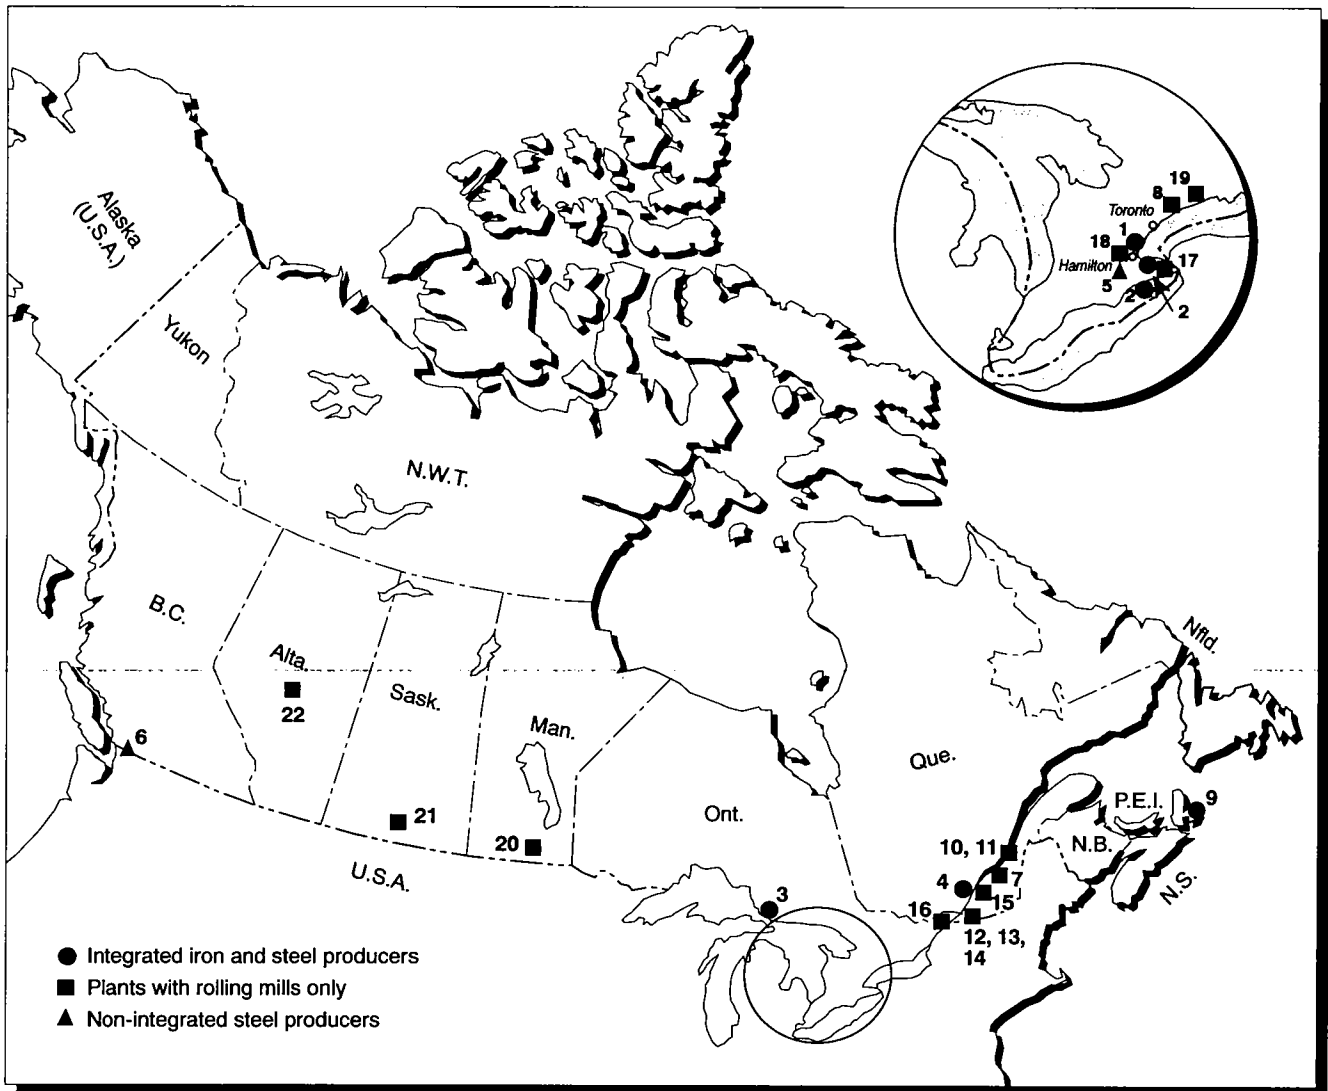 Alaska
(U.S.A.)
Yukon
N.W.T.
B.C.
Alta.
22
Sask.
Man.
6
21
20
U.S.A.
Ont.
3
Que.
Nfld.
P.E.I.
9
N.B.
N.S.
10, 11
4
7
15
16
12, 13,
14
19
8
Toronto
1
18
Hamilton
17
5
2
2
Integrated iron and steel producers
Plants with rolling mills only
Non-integrated steel producers